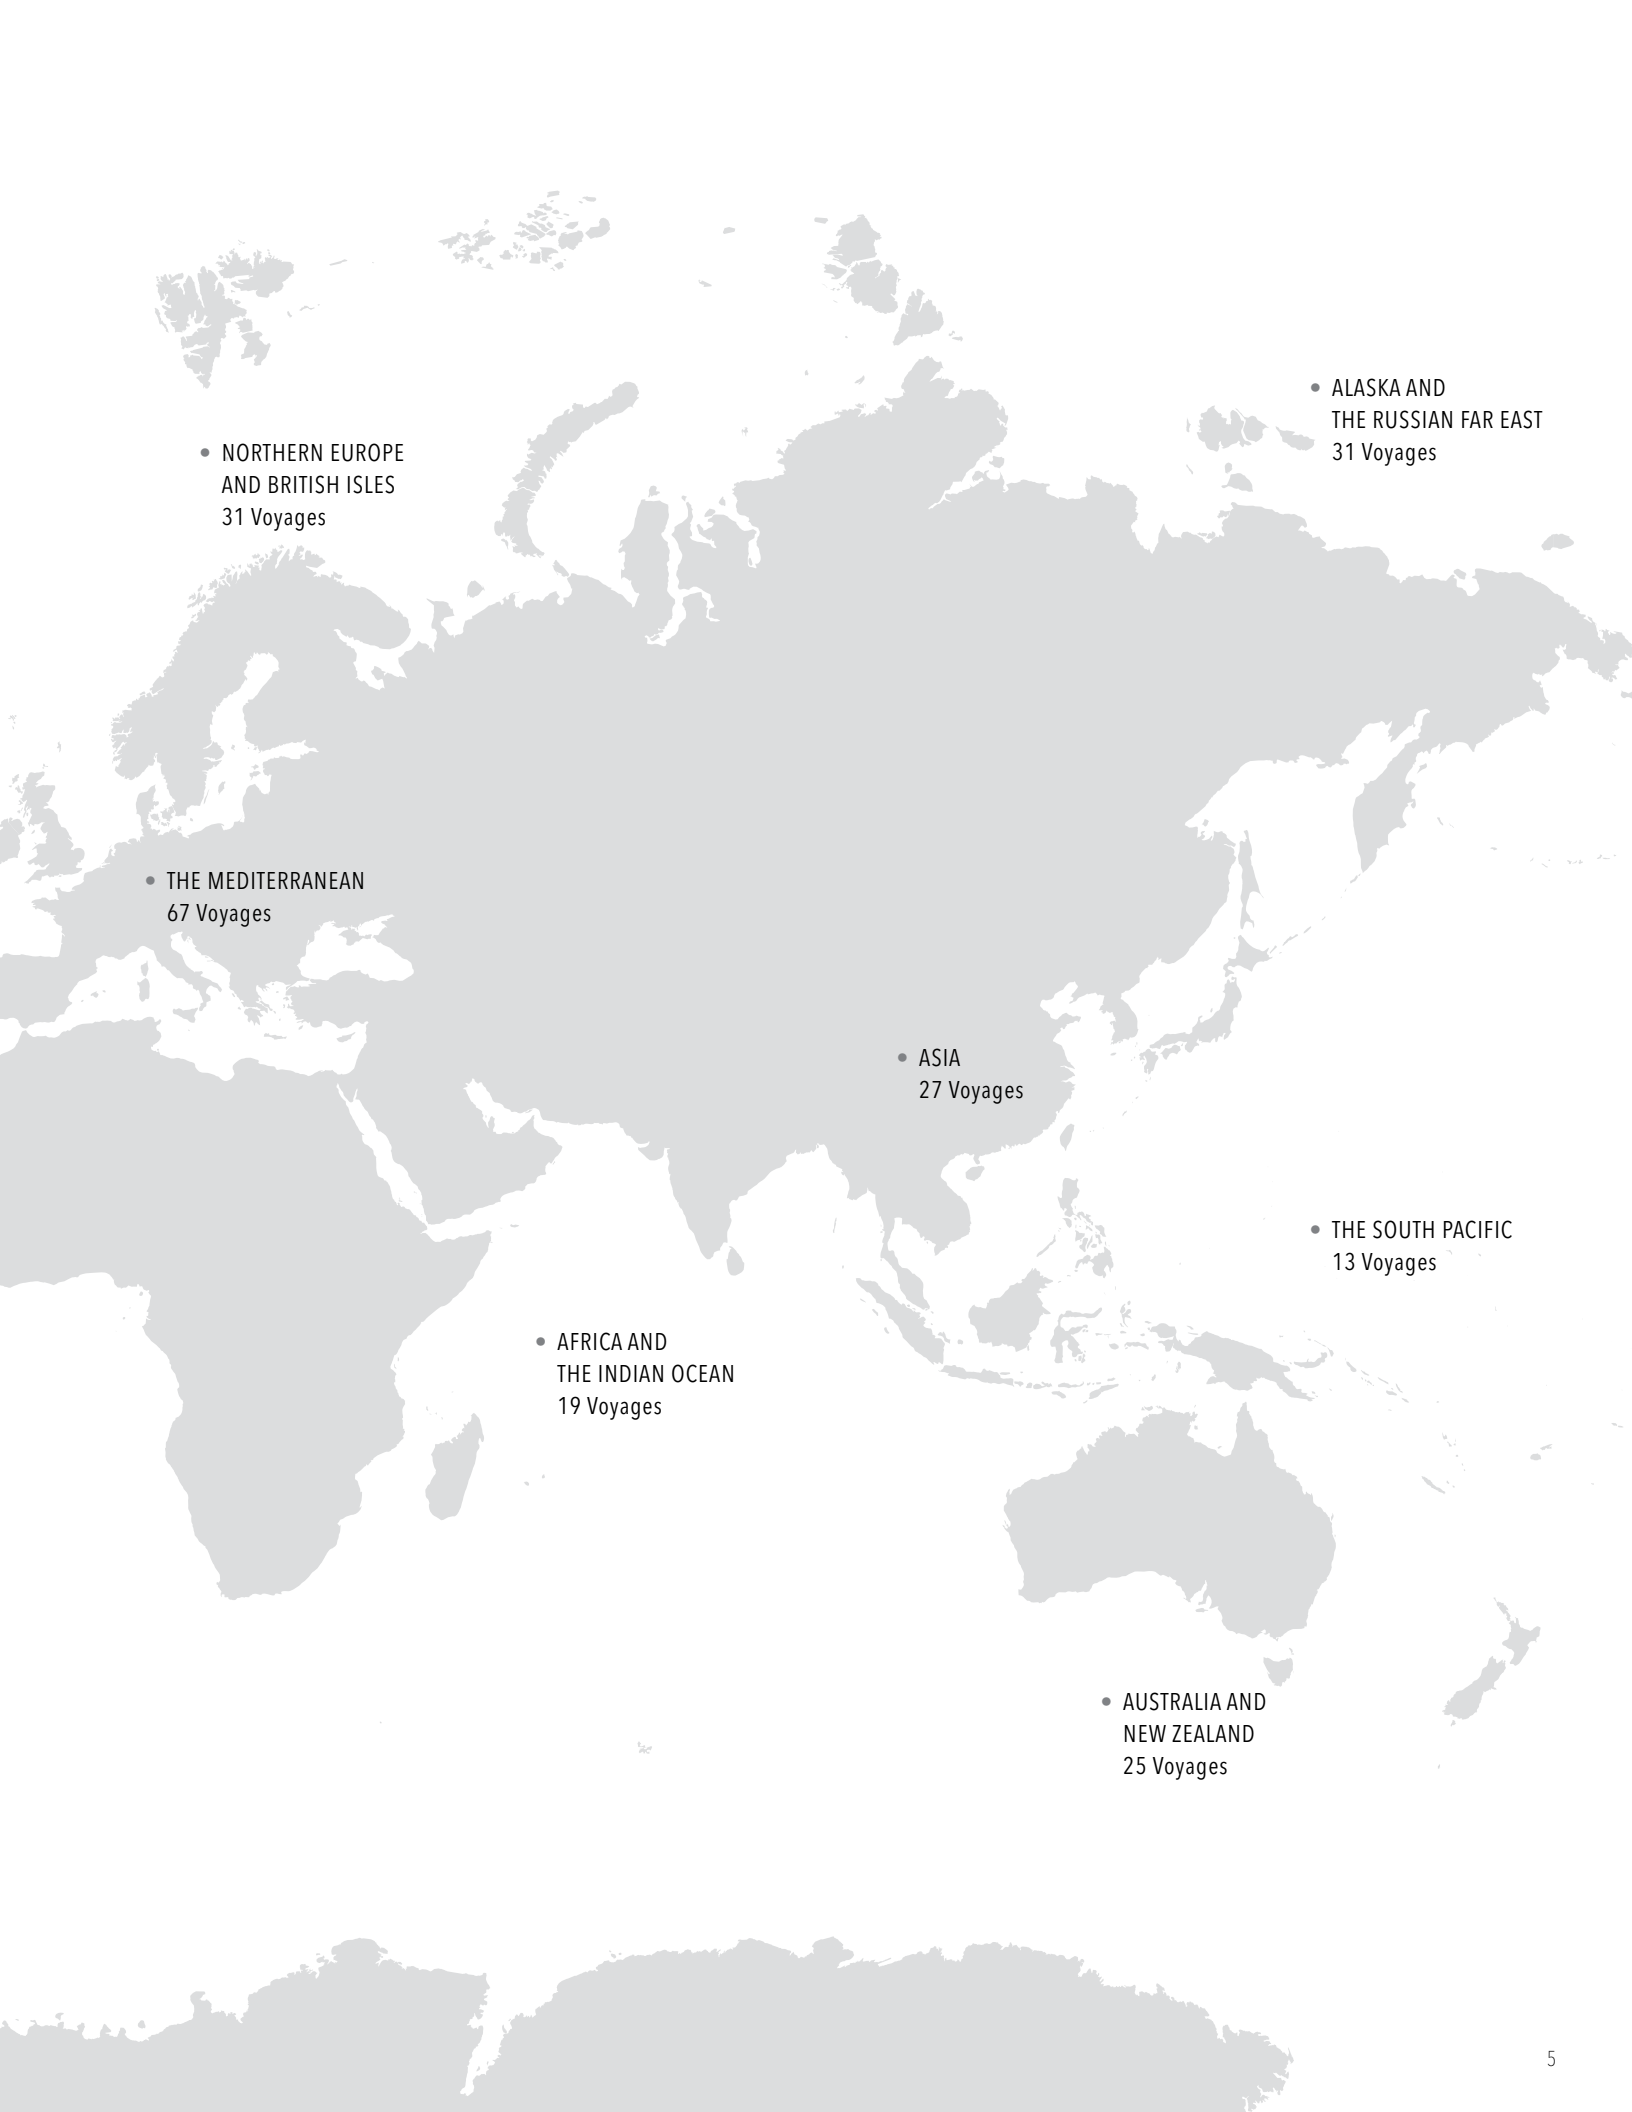 ALASKA AND
THE RUSSIAN FAR EAST
31 Voyages
NORTHERN EUROPE
AND BRITISH ISLES
31 Voyages
THE MEDITERRANEAN
67 Voyages
ASIA
27 Voyages
THE SOUTH PACIFIC
13 Voyages
AFRICA AND
THE INDIAN OCEAN
19 Voyages
AUSTRALIA AND
NEW ZEALAND
25 Voyages
5